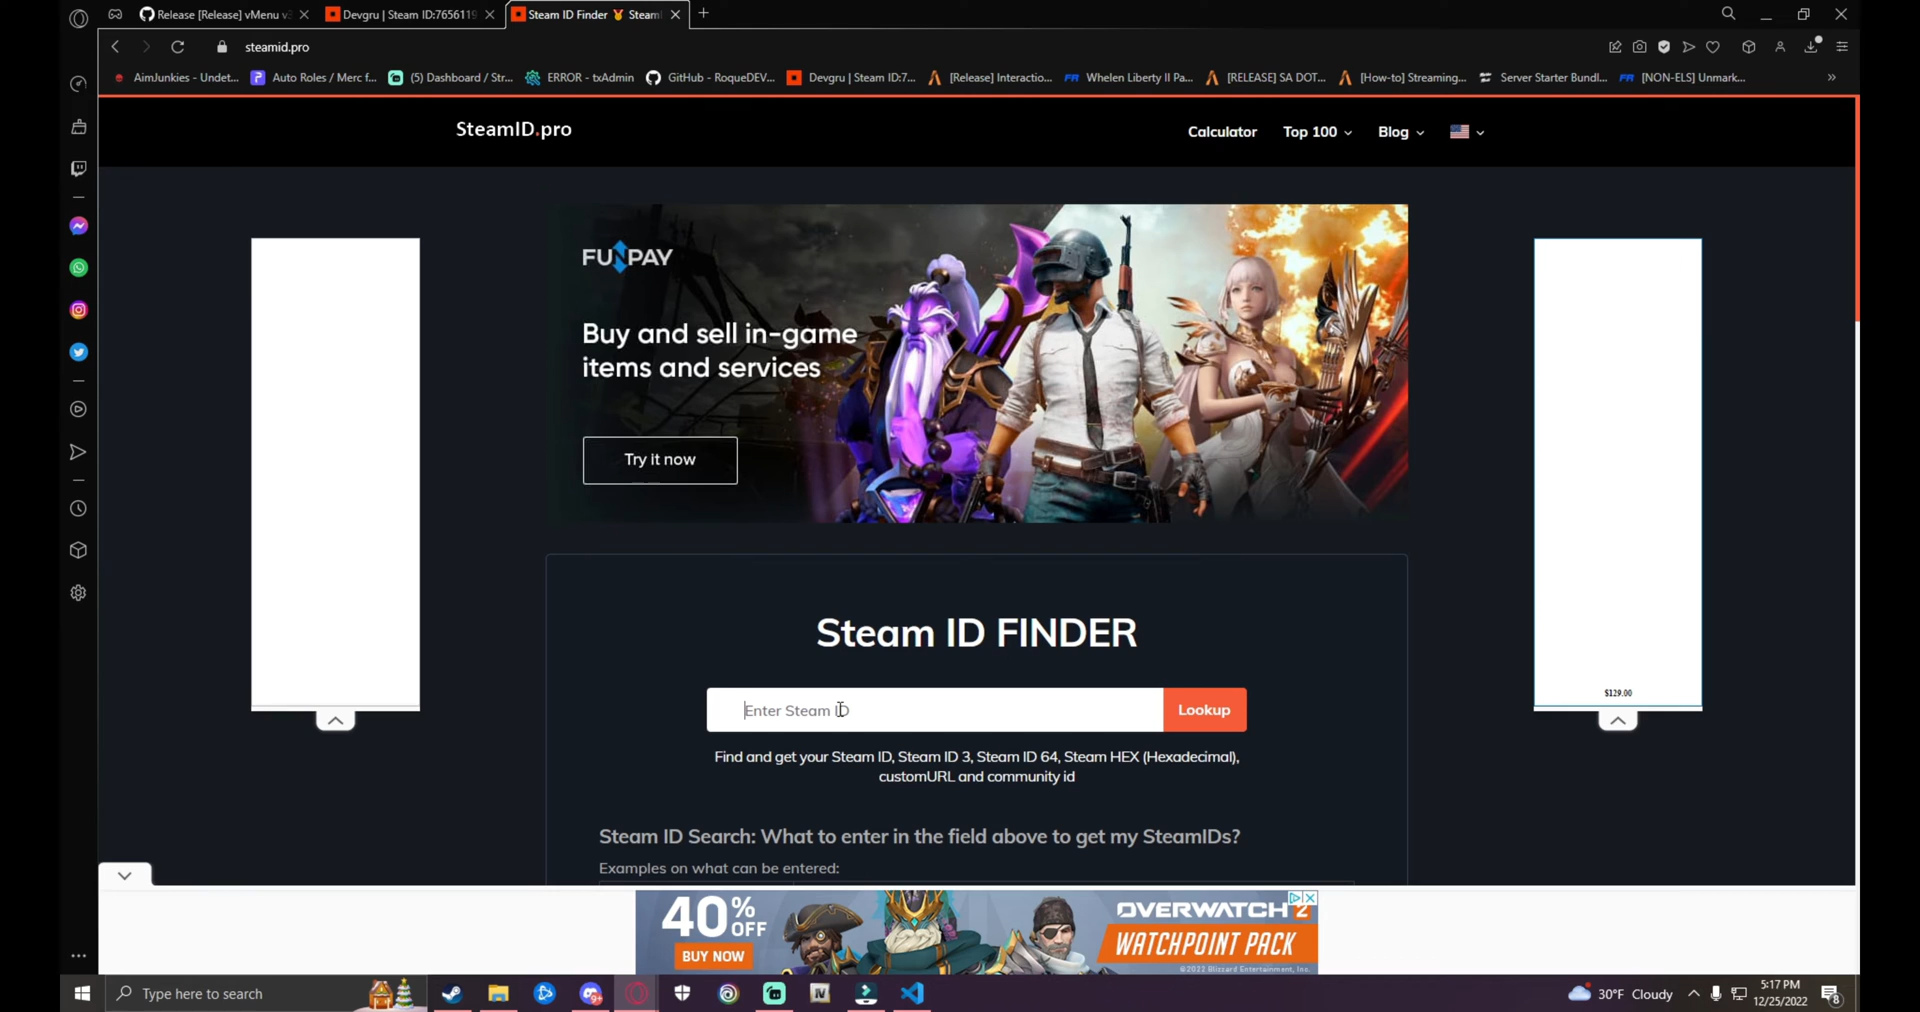 Release [Release] vMenu v3
Devgru | Steam ID:7656119
Steam ID Finder 🏅 Steam
steamid.pro
AimJunkies - Undet...
Auto Roles / Merc f...
(5) Dashboard / Str...
ERROR - txAdmin
GitHub - RoqueDEV...
Devgru | Steam ID:7...
[Release] Interactio...
FR Whelen Liberty II Pa...
[RELEASE] SA DOT...
[How-to] Streaming...
Server Starter Bundl...
FR [NON-ELS] Unmark...
SteamID.pro
Calculator
Top 100
Blog
FUNPAY
Buy and sell in-game
items and services
Try it now
$129.00
Steam ID FINDER
Enter Steam ID
Lookup
Find and get your Steam ID, Steam ID 3, Steam ID 64, Steam HEX (Hexadecimal),
customURL and community id
Steam ID Search: What to enter in the field above to get my SteamIDs?
Examples on what can be entered:
40% OFF
BUY NOW
OVERWATCH 2
WATCHPOINT PACK
©2022 Blizzard Entertainment, Inc.
Type here to search
9+
IV
30°F Cloudy
5:17 PM
12/25/2022
8